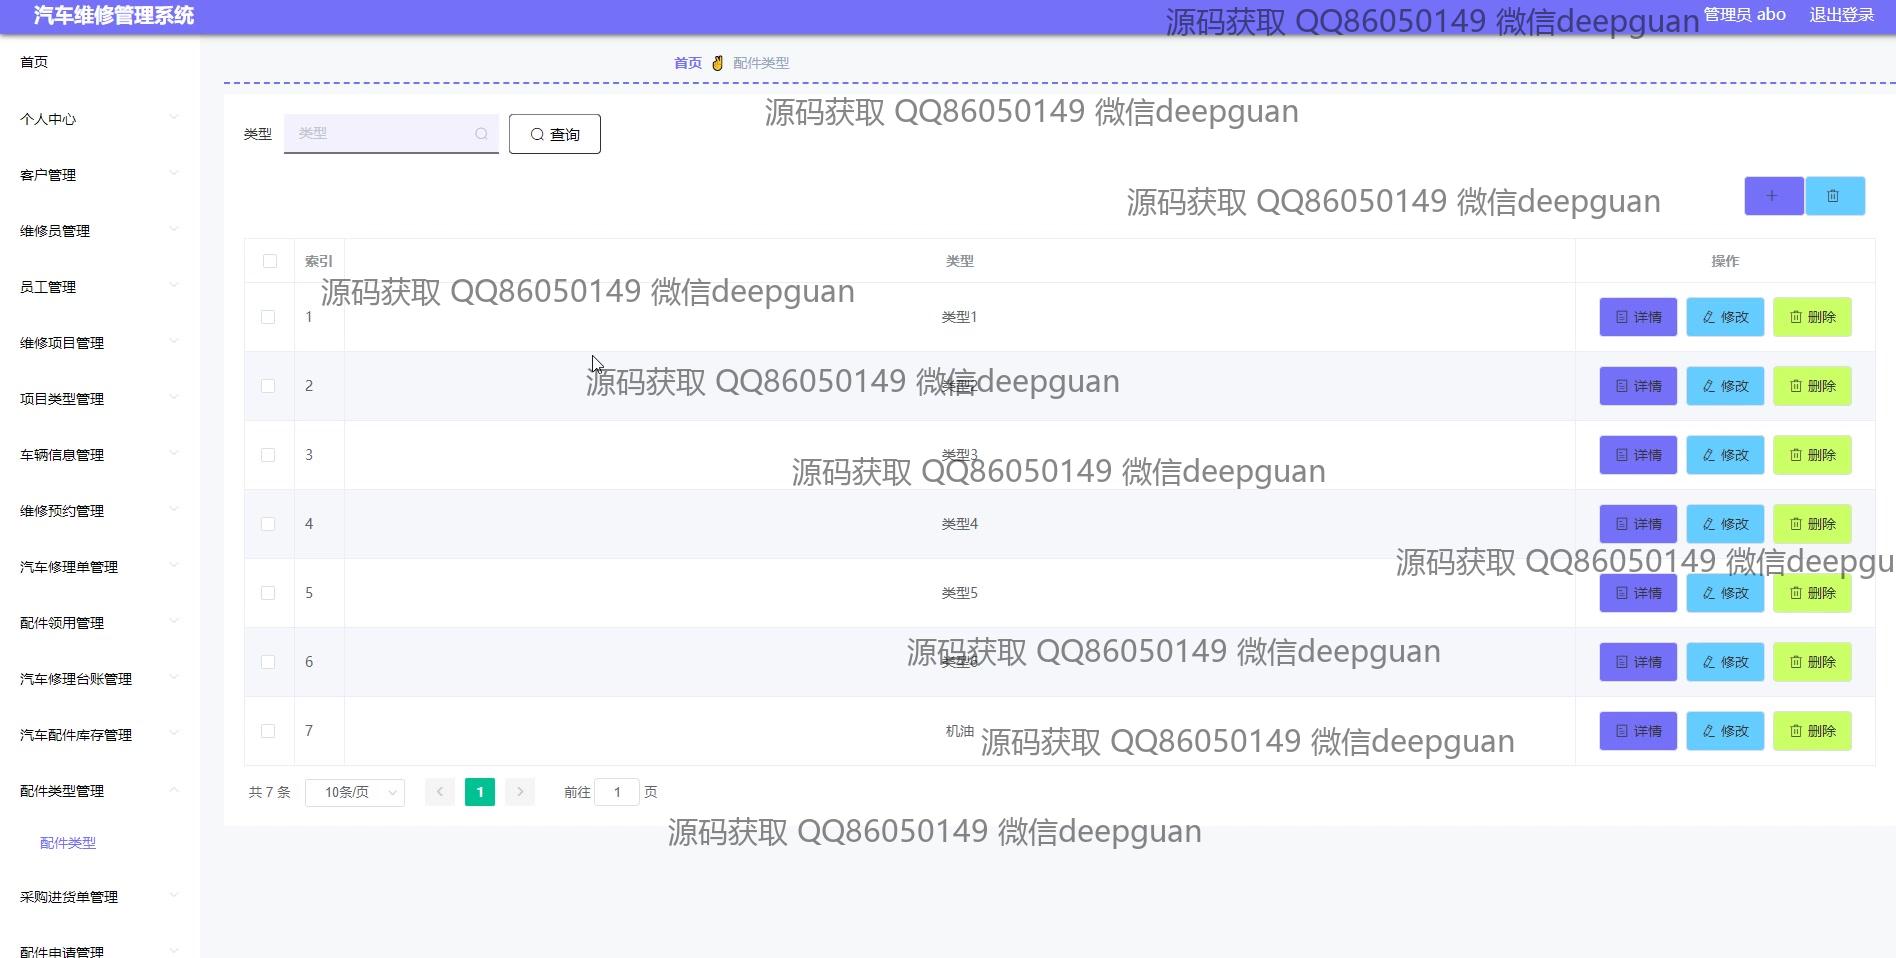 汽车维修管理系统
源码获取 QQ86050149 微信deepguan
管理员 abo 退出登录
首页
个人中心
客户管理
维修员管理
员工管理
维修项目管理
项目类型管理
车辆信息管理
维修预约管理
汽车修理单管理
配件领用管理
汽车修理台账管理
汽车配件库存管理
配件类型管理
配件类型
采购进货单管理
配件申请管理
首页 配件类型
源码获取 QQ86050149 微信deepguan
类型 类型 查询
源码获取 QQ86050149 微信deepguan
索引 类型 操作
源码获取 QQ86050149 微信deepguan
1 类型1 详情 修改 删除
源码获取 QQ86050149 微信deepguan
2 类型2 详情 修改 删除
3 类型3 详情 修改 删除
源码获取 QQ86050149 微信deepguan
4 类型4 详情 修改 删除
源码获取 QQ86050149 微信deepgu
5 类型5 详情 修改 删除
源码获取 QQ86050149 微信deepguan
6 类型6 详情 修改 删除
7 机油 详情 修改 删除
源码获取 QQ86050149 微信deepguan
共 7 条 10条/页 1 前往 1 页
源码获取 QQ86050149 微信deepguan